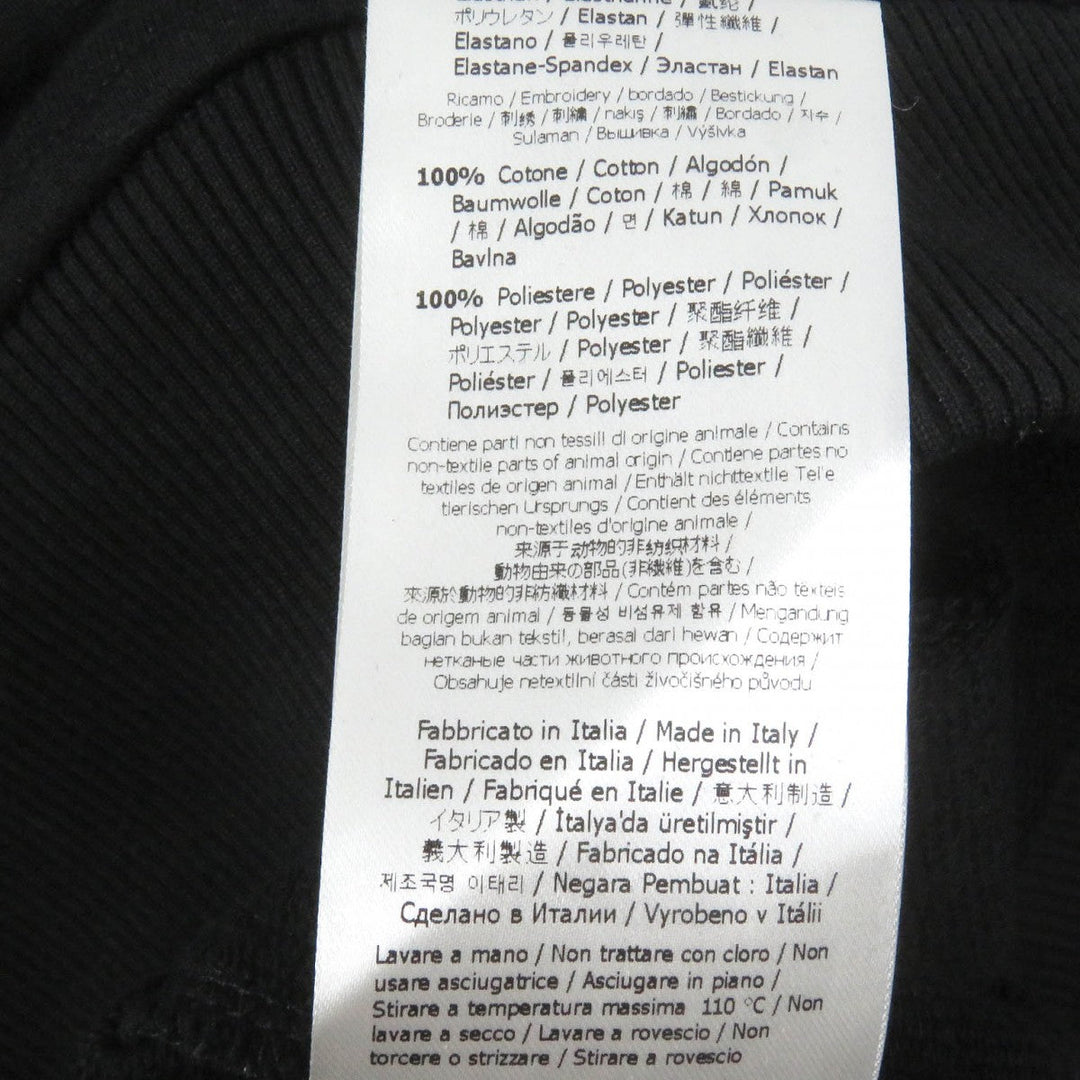 ポリウレタン / Elastan / 彈性纖維 /
Elastano / 폴리우레탄 /
Elastane-Spandex / Эластан / Elastan
Ricamo / Embroidery / bordado / Bestickung /
Broderie / 刺绣 / 刺繍 / nakış / 刺繡 / Bordado / 자수 /
Sulaman / Вышивка / Výšivka
100% Cotone / Cotton / Algodón /
Baumwolle / Coton / 棉 / 綿 / Pamuk
/ 棉 / Algodão / 면 / Katun / Хлопок /
Bavlna
100% Poliestere / Polyester / Poliéster /
Polyester / Polyester / 聚酯纤维 /
ポリエステル / Polyester / 聚酯纖維 /
Poliéster / 폴리에스터 / Poliester /
Полиэстер / Polyester
Contiene parti non tessili di origine animale / Contains
non-textile parts of animal origin / Contiene partes no
textiles de origen animal / Enthält nichttextile Teile
tierischen Ursprungs / Contient des éléments
non-textiles d'origine animale /
来源于动物的非纺织材料 /
動物由来の部品(非繊維)を含む /
來源於動物的非紡織材料 / Contém partes não têxteis
de origem animal / 동물성 비섬유제 함유 / Mengandung
bagian bukan tekstil, berasal dari hewan / Содержит
нетканые части животного происхождения /
Obsahuje netextilní části živočišného původu
Fabbricato in Italia / Made in Italy /
Fabricado en Italia / Hergestellt in
Italien / Fabriqué en Italie / 意大利制造 /
イタリア製 / İtalya'da üretilmiştir /
義大利製造 / Fabricado na Itália /
제조국명 이태리 / Negara Pembuat : Italia /
Сделано в Италии / Vyrobeno v Itálii
Lavare a mano / Non trattare con cloro / Non
usare asciugatrice / Asciugare in piano /
Stirare a temperatura massima 110 °C / Non
lavare a secco / Lavare a rovescio / Non
torcere o strizzare / Stirare a rovescio